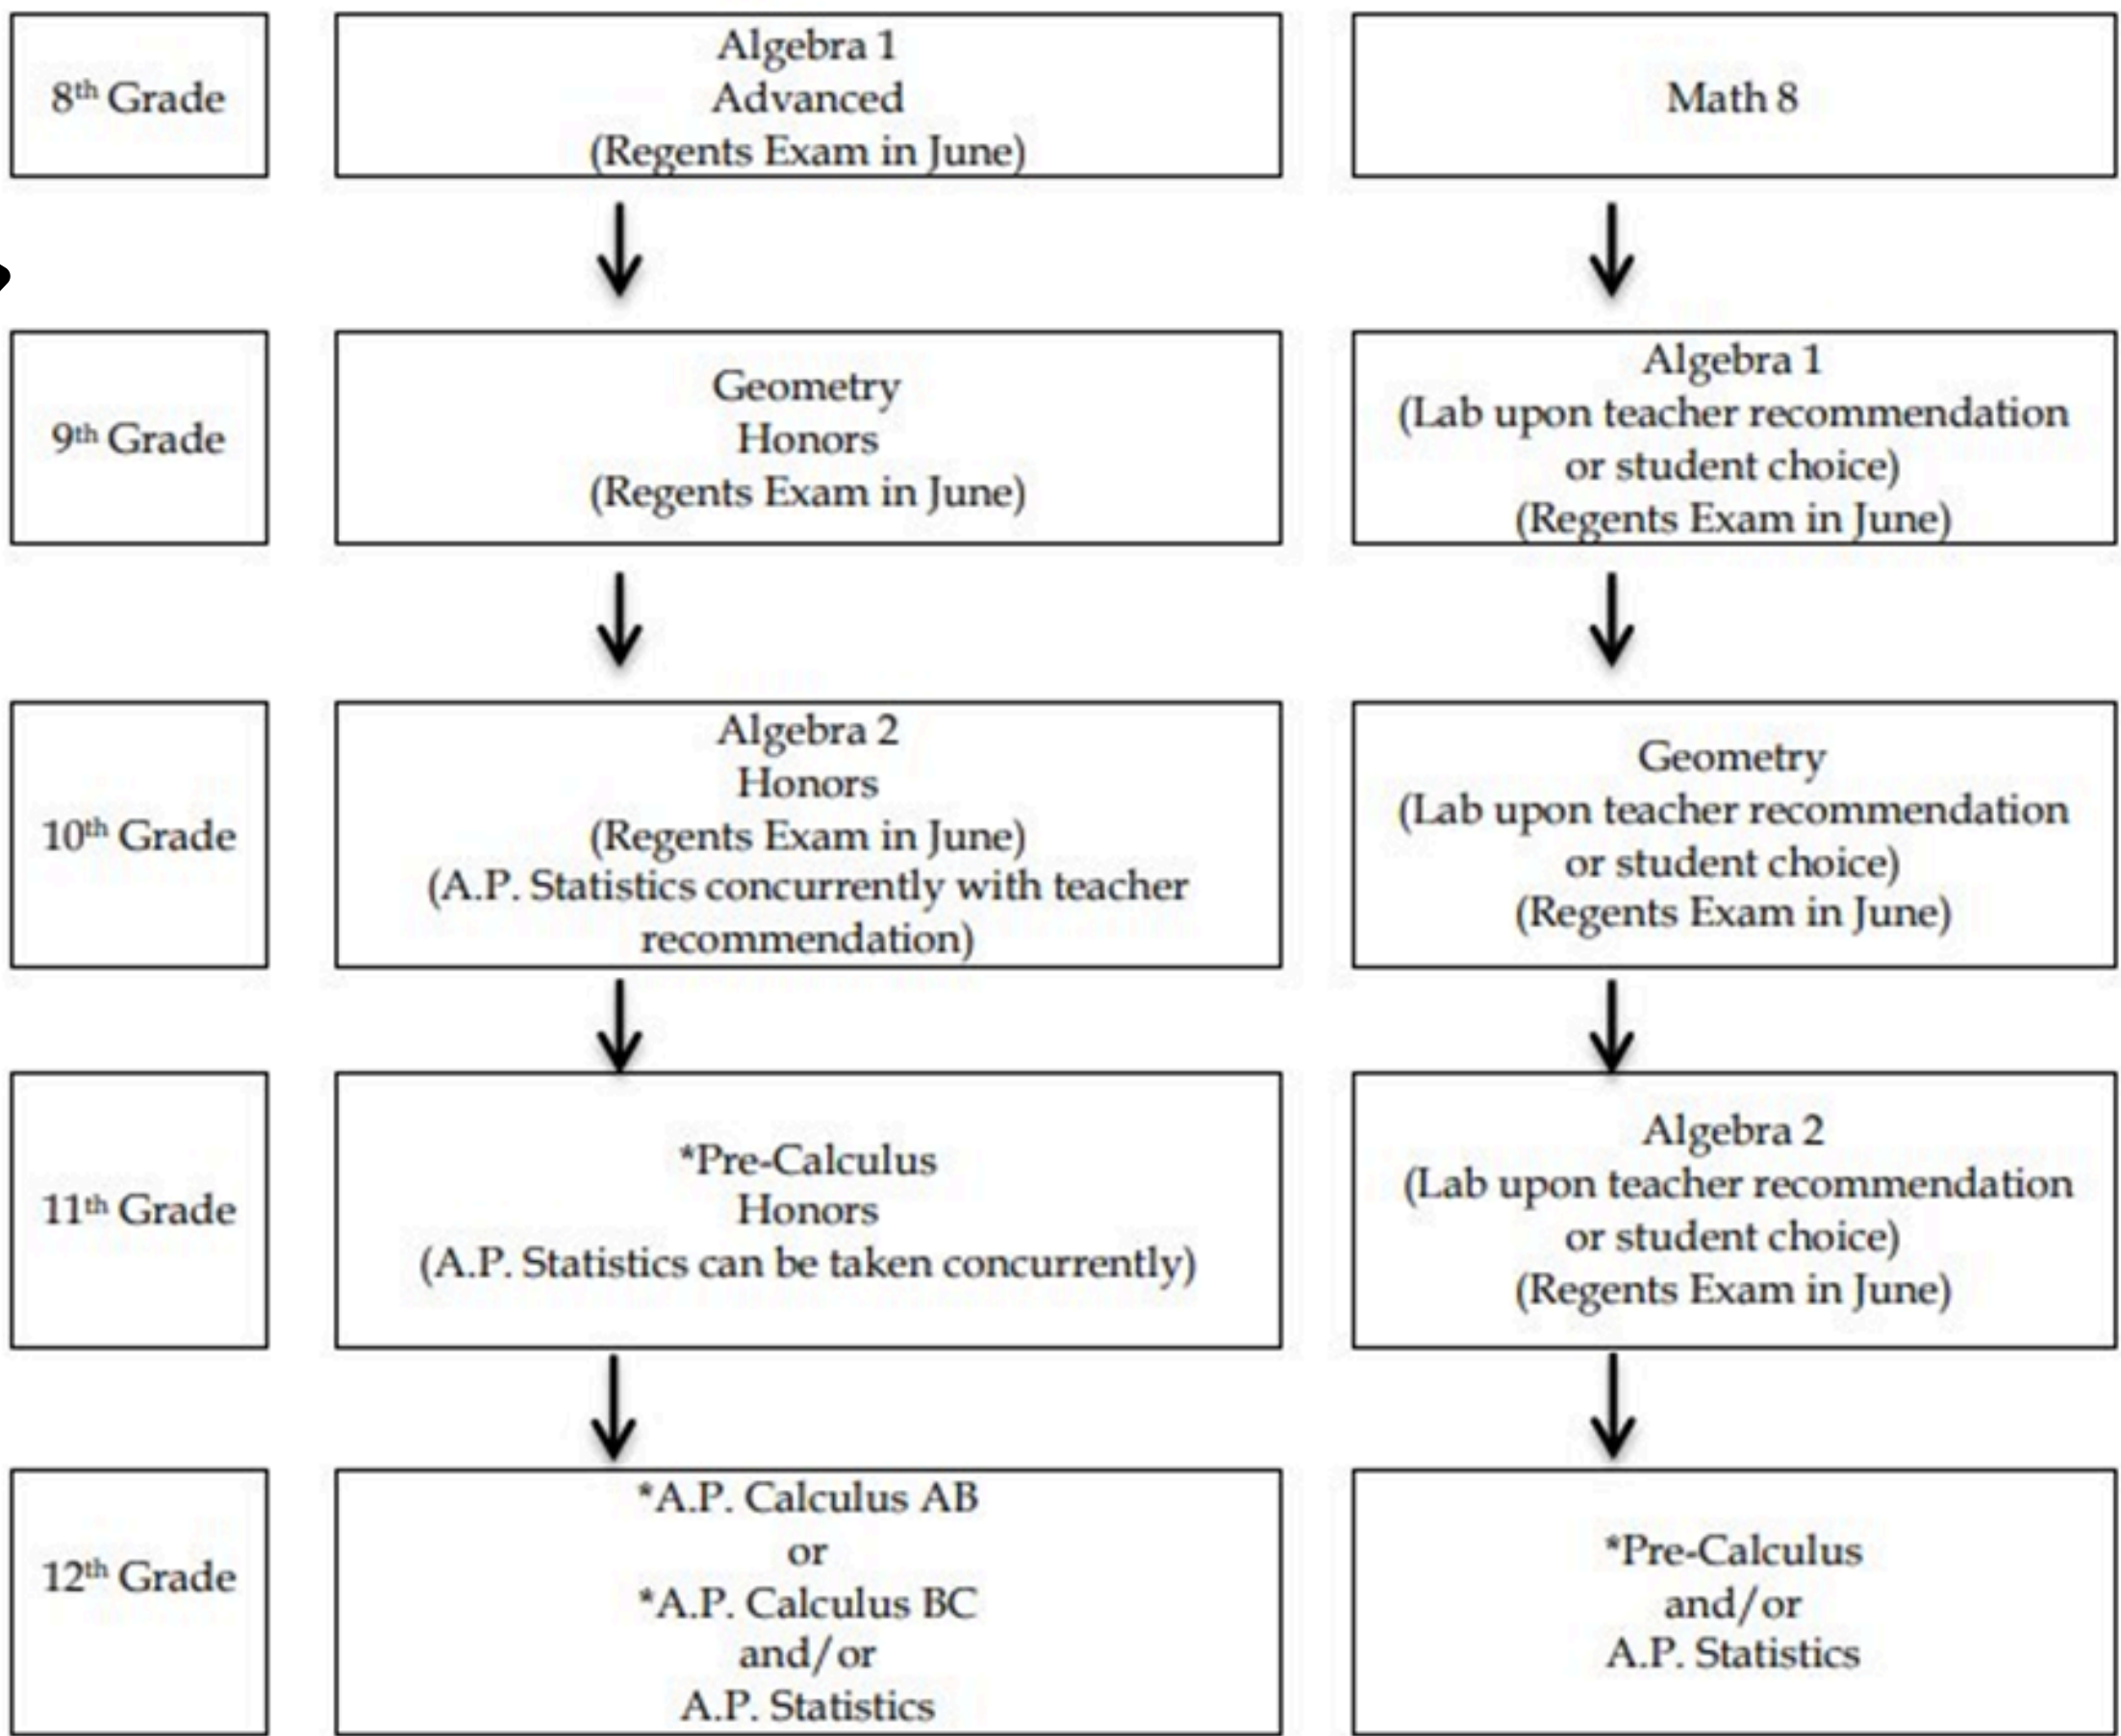 8th Grade
Algebra 1
Advanced
(Regents Exam in June)
Math 8
9th Grade
Geometry
Honors
(Regents Exam in June)
Algebra 1
(Lab upon teacher recommendation
or student choice)
(Regents Exam in June)
10th Grade
Algebra 2
Honors
(Regents Exam in June)
(A.P. Statistics concurrently with teacher
recommendation)
Geometry
(Lab upon teacher recommendation
or student choice)
(Regents Exam in June)
11th Grade
*Pre-Calculus
Honors
(A.P. Statistics can be taken concurrently)
Algebra 2
(Lab upon teacher recommendation
or student choice)
(Regents Exam in June)
12th Grade
*A.P. Calculus AB
or
*A.P. Calculus BC
and/or
A.P. Statistics
*Pre-Calculus
and/or
A.P. Statistics